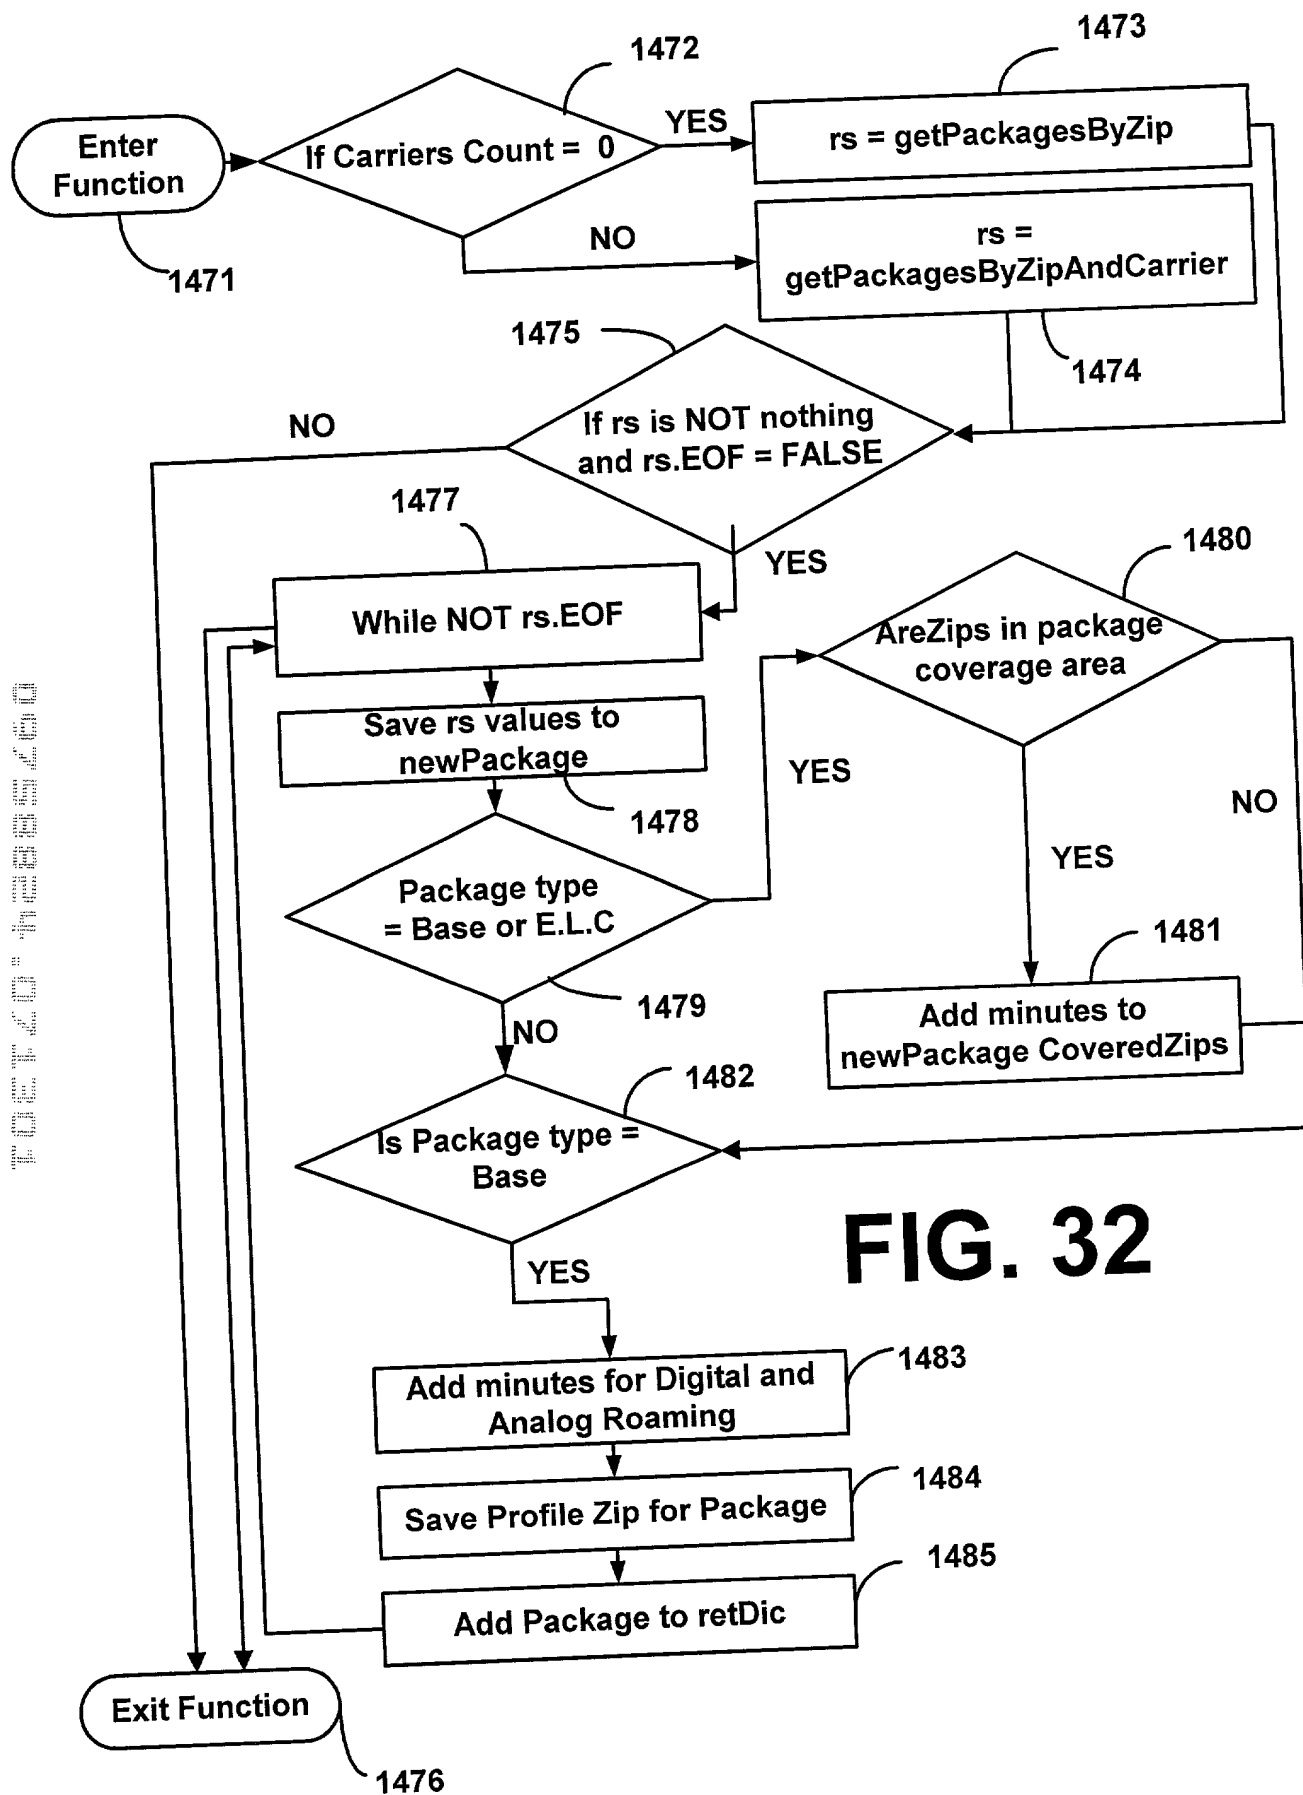 1472
1473
Enter
Function
If Carriers Count = 0
YES
rs = getPackagesByZip
NO
rs =
getPackagesByZipAndCarrier
1471
1475
1474
NO
If rs is NOT nothing
and rs.EOF = FALSE
1477
YES
1480
While NOT rs.EOF
AreZips in package
coverage area
Save rs values to
newPackage
YES
1478
NO
YES
Package type
= Base or E.L.C
1481
1479
NO
Add minutes to
newPackage CoveredZips
1482
Is Package type =
Base
FIG. 32
YES
1483
Add minutes for Digital and
Analog Roaming
1484
Save Profile Zip for Package
1485
Add Package to retDic
Exit Function
1476